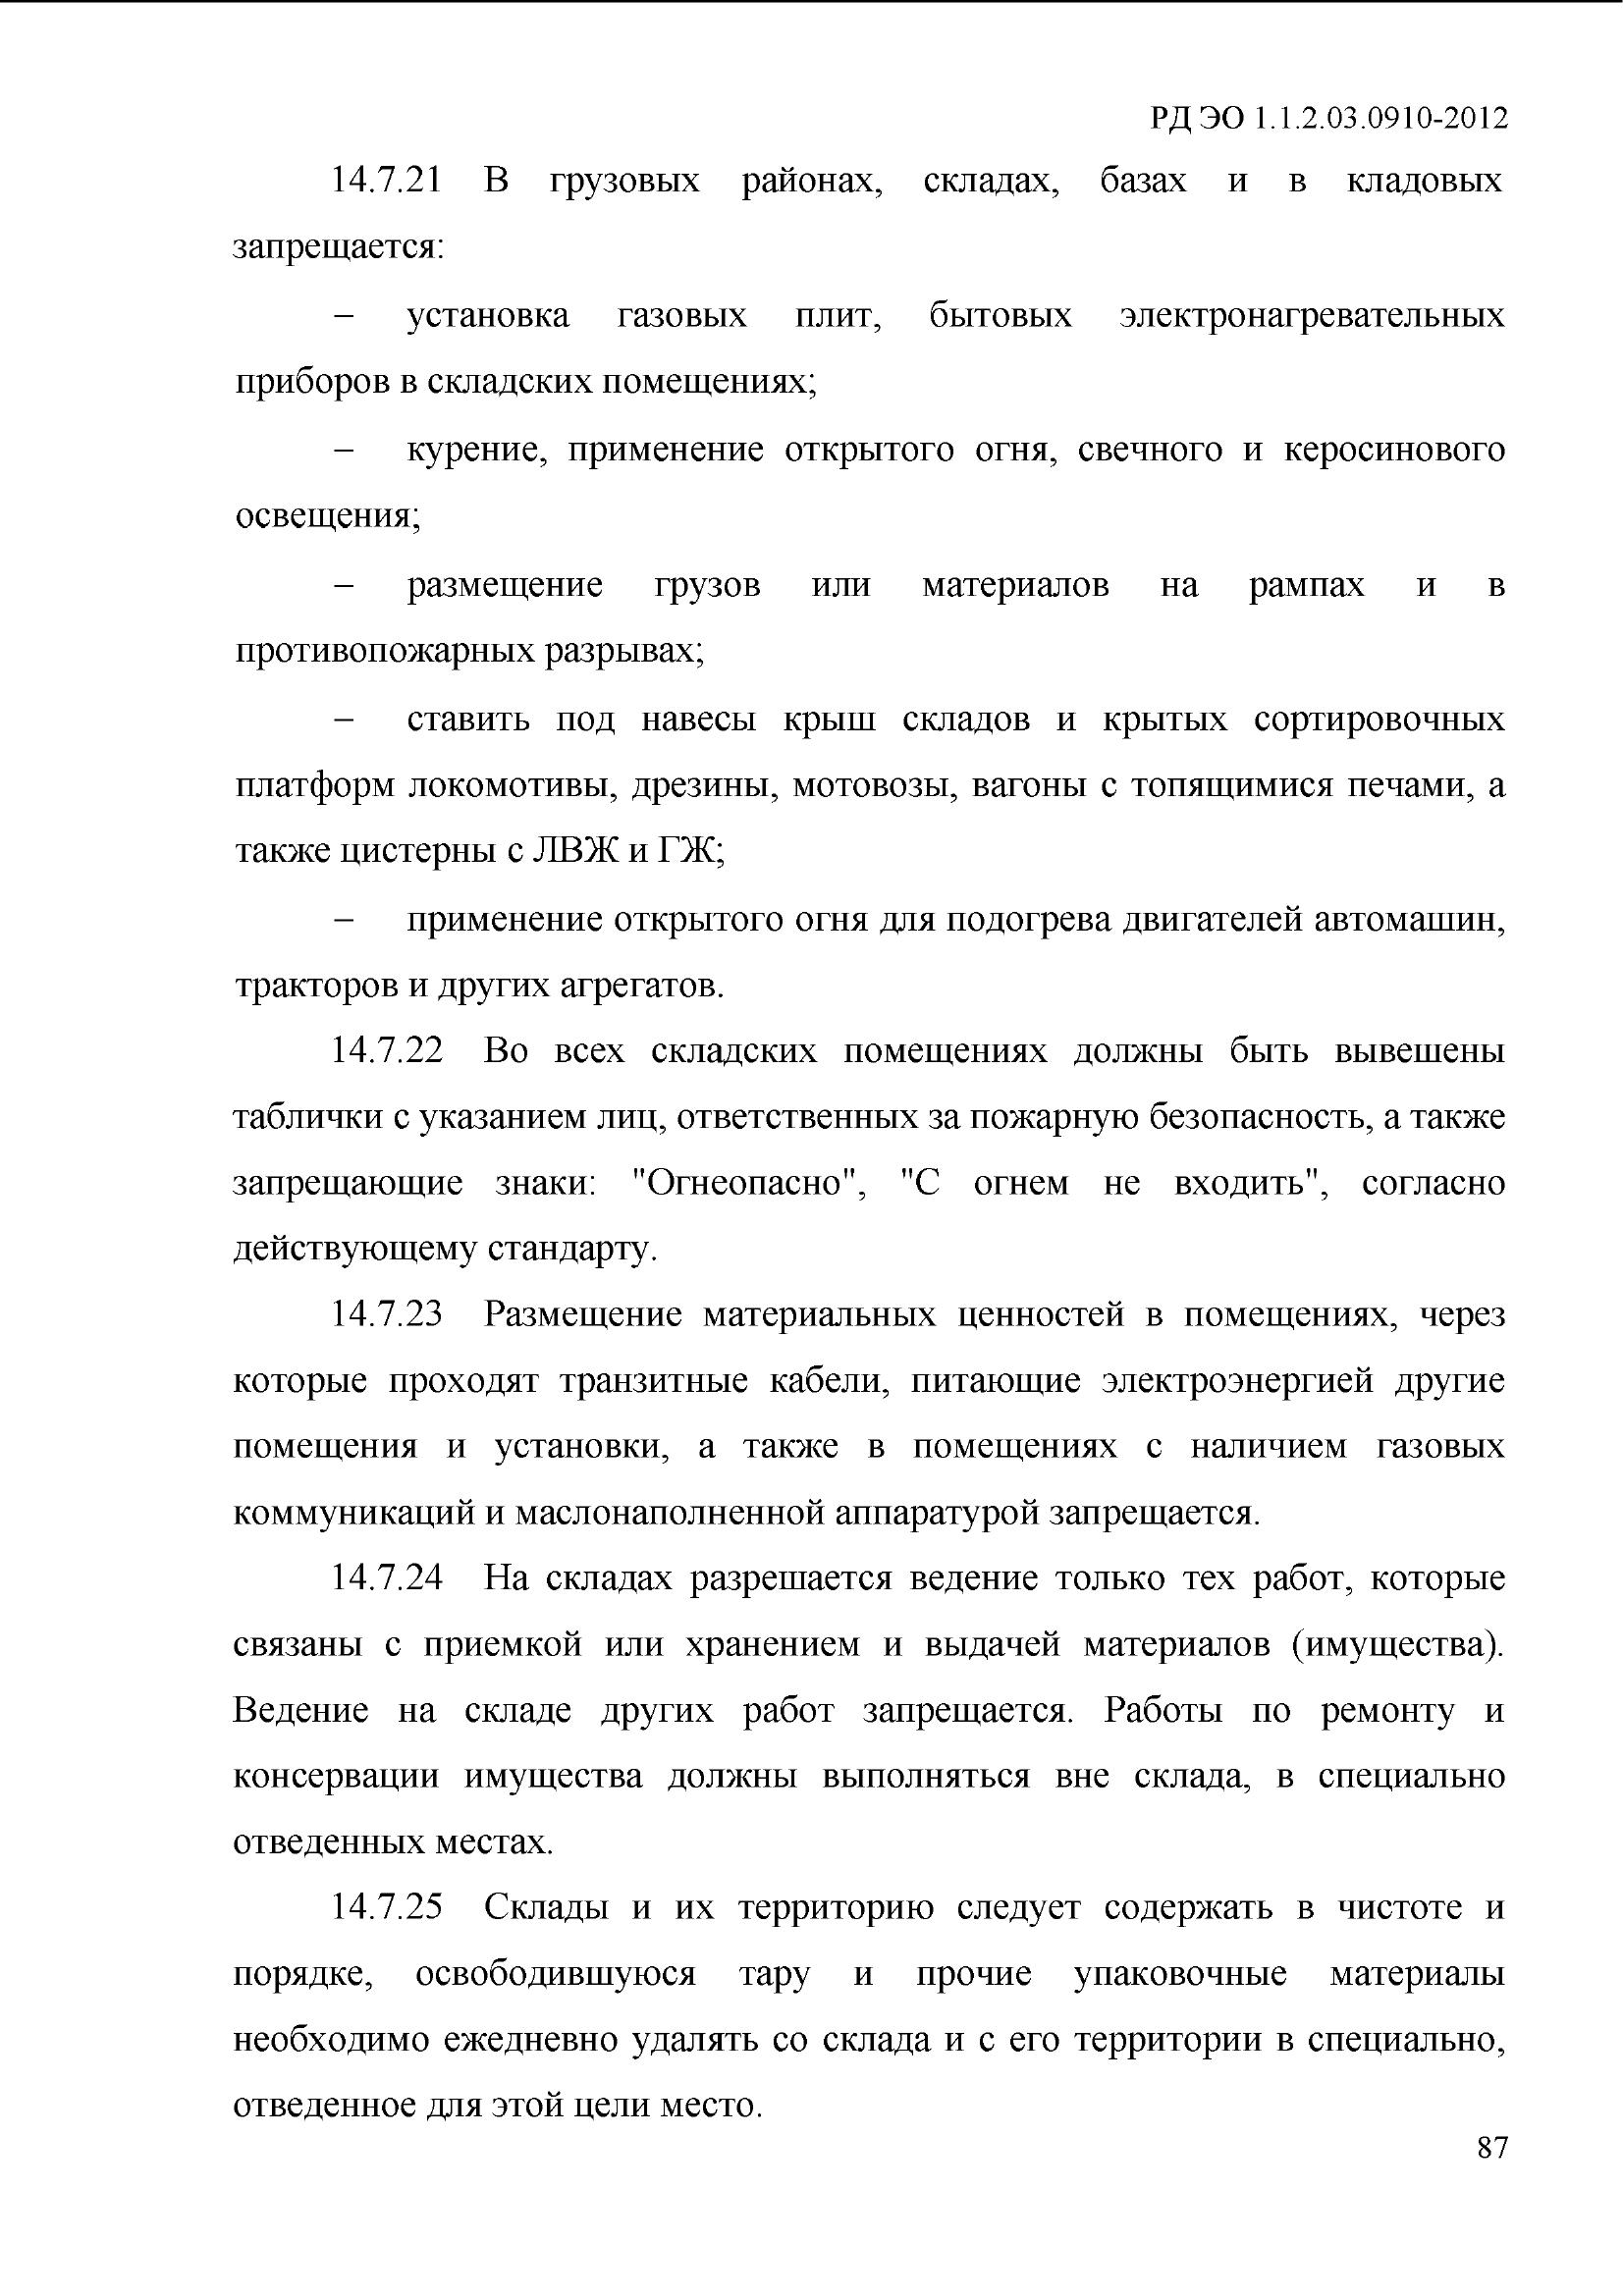 РД ЭО 1.1.2.03.0910-2012
14.7.21 В грузовых районах, складах, базах и в кладовых
запрещается:
– установка газовых плит, бытовых электронагревательных
приборов в складских помещениях;
– курение, применение открытого огня, свечного и керосинового
освещения;
– размещение грузов или материалов на рампах и в
противопожарных разрывах;
– ставить под навесы крыш складов и крытых сортировочных
платформ локомотивы, дрезины, мотовозы, вагоны с топящимися печами, а
также цистерны с ЛВЖ и ГЖ;
– применение открытого огня для подогрева двигателей автомашин,
тракторов и других агрегатов.
14.7.22 Во всех складских помещениях должны быть вывешены
таблички с указанием лиц, ответственных за пожарную безопасность, а также
запрещающие знаки: "Огнеопасно", "С огнем не входить", согласно
действующему стандарту.
14.7.23 Размещение материальных ценностей в помещениях, через
которые проходят транзитные кабели, питающие электроэнергией другие
помещения и установки, а также в помещениях с наличием газовых
коммуникаций и маслонаполненной аппаратурой запрещается.
14.7.24 На складах разрешается ведение только тех работ, которые
связаны с приемкой или хранением и выдачей материалов (имущества).
Ведение на складе других работ запрещается. Работы по ремонту и
консервации имущества должны выполняться вне склада, в специально
отведенных местах.
14.7.25 Склады и их территорию следует содержать в чистоте и
порядке, освободившуюся тару и прочие упаковочные материалы
необходимо ежедневно удалять со склада и с его территории в специально,
отведенное для этой цели место.
87